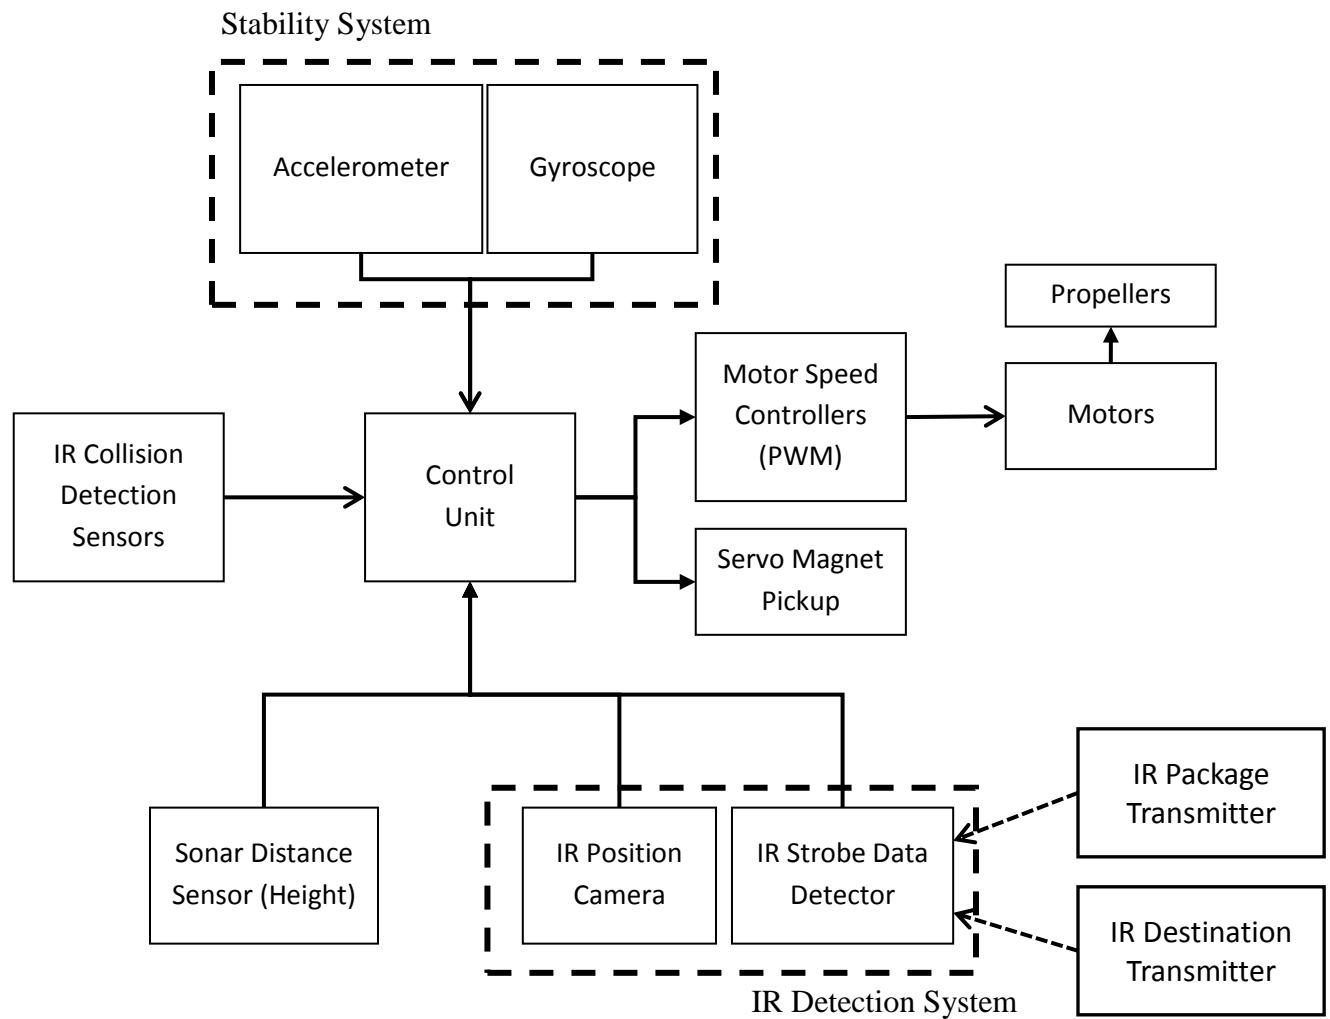 Stability System
Accelerometer
Gyroscope
Propellers
Motor Speed
Controllers
(PWM)
Motors
IR Collision
Detection
Sensors
Control
Unit
Servo Magnet
Pickup
IR Package
Transmitter
Sonar Distance
Sensor (Height)
IR Position
Camera
IR Strobe Data
Detector
IR Destination
Transmitter
IR Detection System